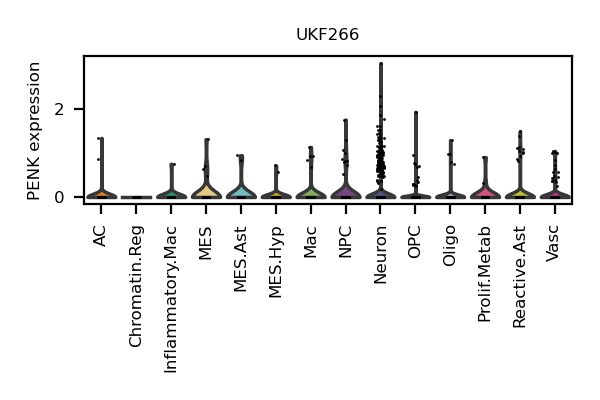 UKF266
PENK expression
2
0
AC
Chromatin.Reg
Inflammatory.Mac
MES
MES.Ast
MES.Hyp
Mac
NPC
Neuron
OPC
Oligo
Prolif.Metab
Reactive.Ast
Vasc